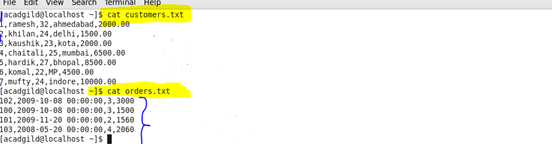 File Edit View Search Terminal Help
[acadgild@localhost ~]$ cat customers.txt
1,ramesh,32,ahmedabad,2000.00
2,khilan,24,delhi,1500.00
3,kaushik,23,kota,2000.00
4,chaitali,25,mumbai,6500.00
5,hardik,27,bhopal,8500.00
6,komal,22,MP,4500.00
7,mufty,24,indore,10000.00
[acadgild@localhost ~]$ cat orders.txt
102,2009-10-08 00:00:00,3,3000
100,2009-10-08 00:00:00,3,1500
101,2009-11-20 00:00:00,2,1560
103,2008-05-20 00:00:00,4,2060
[acadgild@localhost ~]$